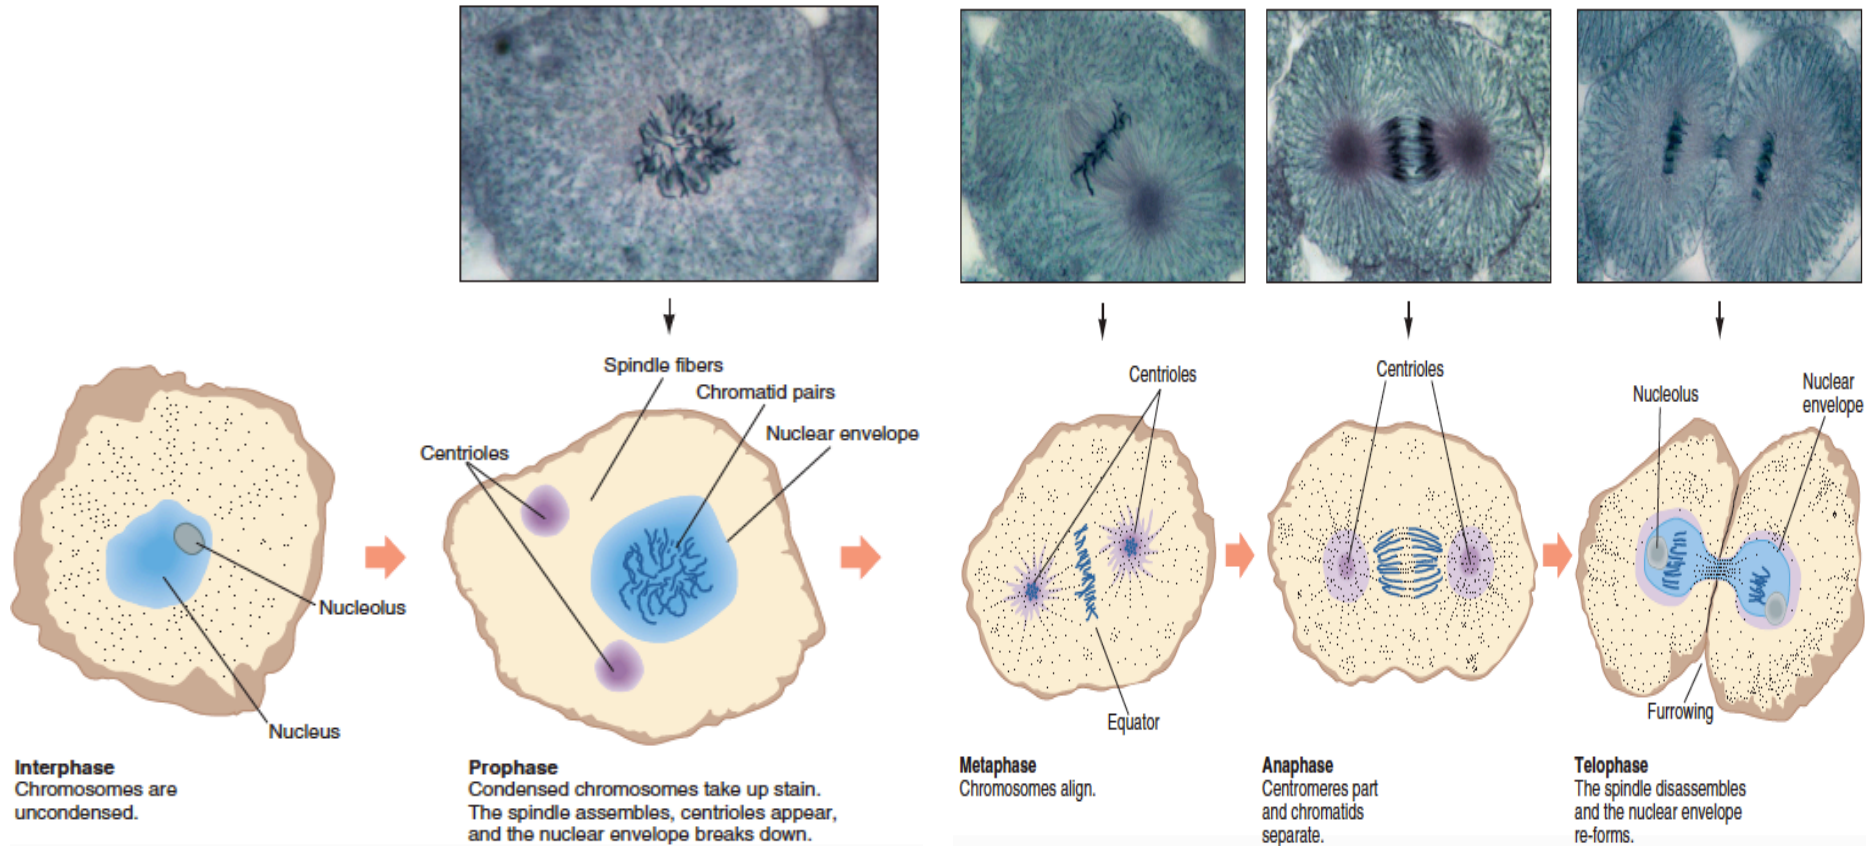 Spindle fibers
Chromatid pairs
Nuclear envelope
Centrioles
Nucleolus
Nucleus
Centrioles
Equator
Centrioles
Nucleolus
Nuclear
envelope
Furrowing
Interphase
Chromosomes are
uncondensed.
Prophase
Condensed chromosomes take up stain.
The spindle assembles, centrioles appear,
and the nuclear envelope breaks down.
Metaphase
Chromosomes align.
Anaphase
Centromeres part
and chromatids
separate.
Telophase
The spindle disassembles
and the nuclear envelope
re-forms.